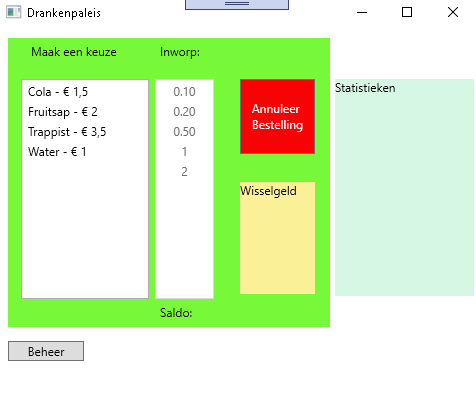 Drankenpaleis
Maak een keuze
Inworp:
Cola - € 1,5
Fruitsap - € 2
Trappist - € 3,5
Water - € 1
0.10
0.20
0.50
1
2
Annuleer
Bestelling
Wisselgeld
Statistieken
Saldo:
Beheer